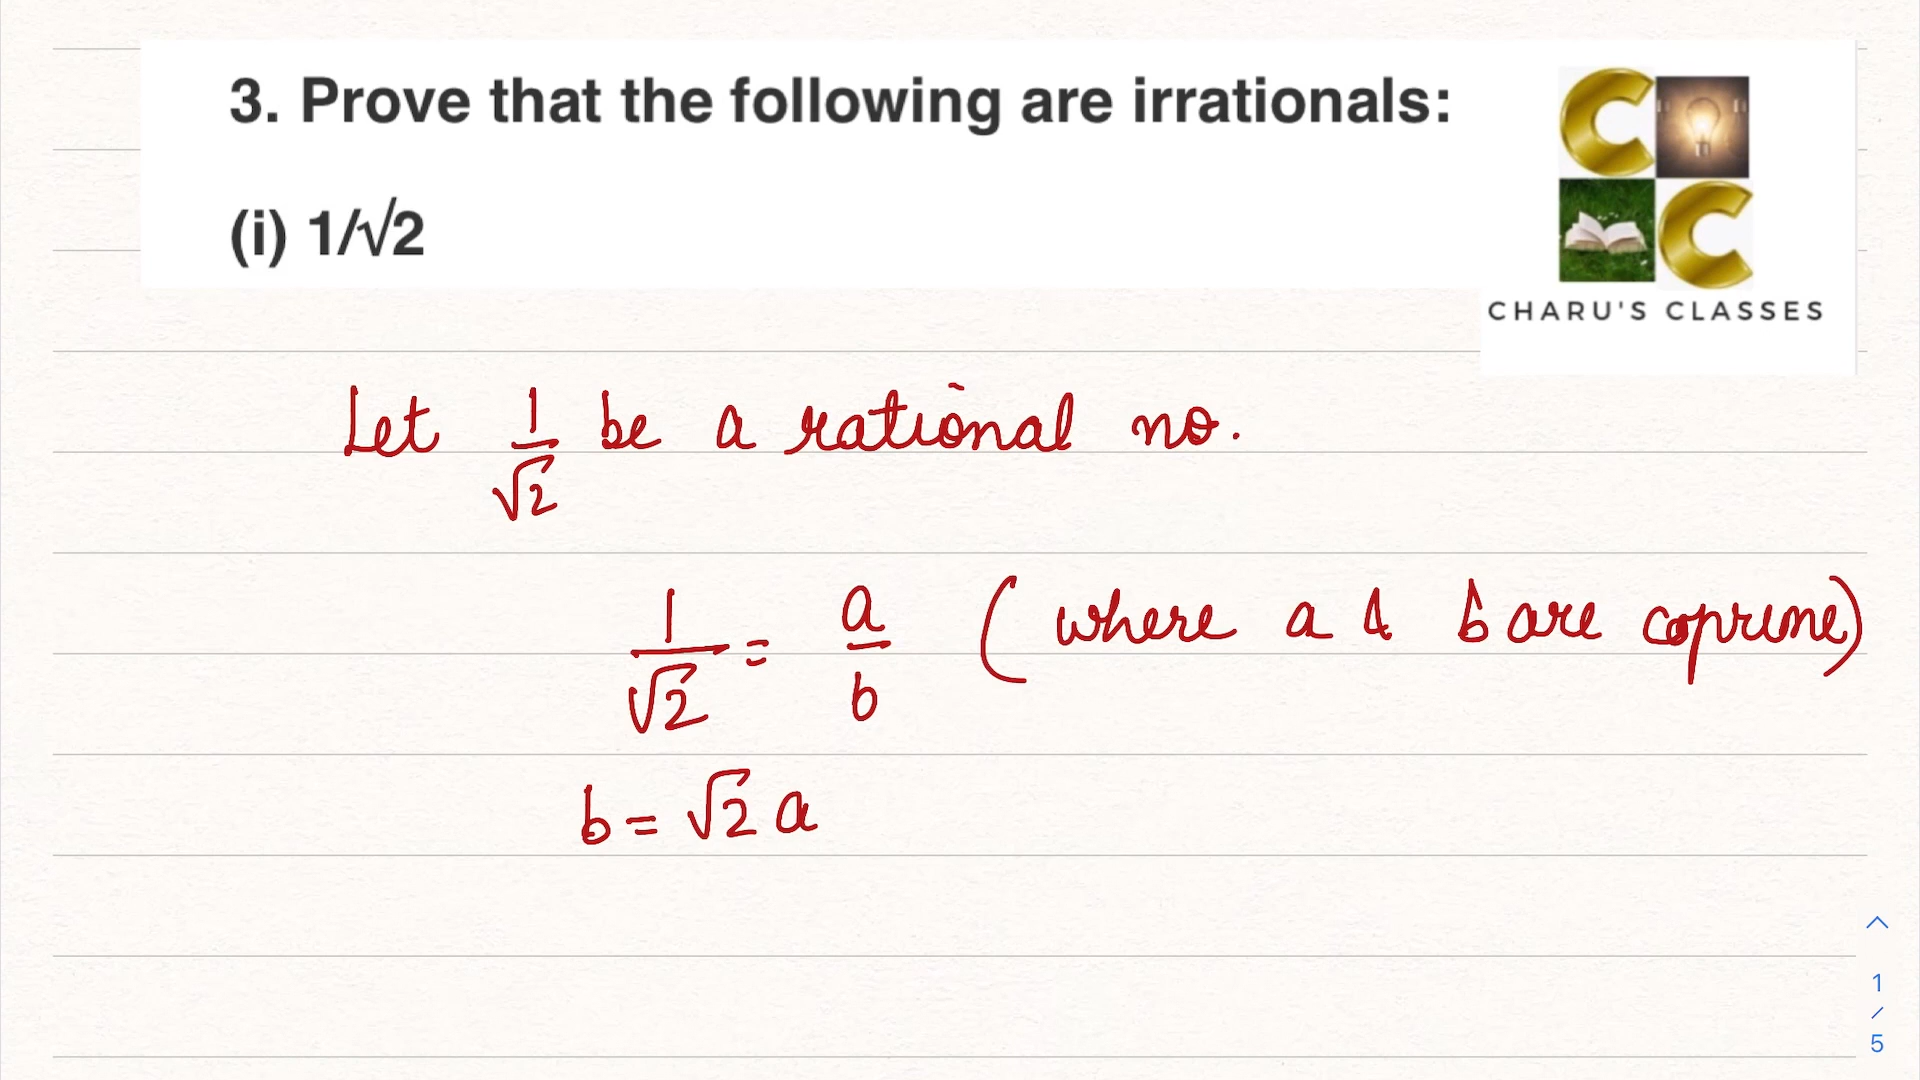 3. Prove that the following are irrationals:
(i) 1/√2
CHARU'S CLASSES
Let 1/√2 be a rational no.
1/√2 = a/b (where a & b are coprime)
b = √2 a
1
/
5